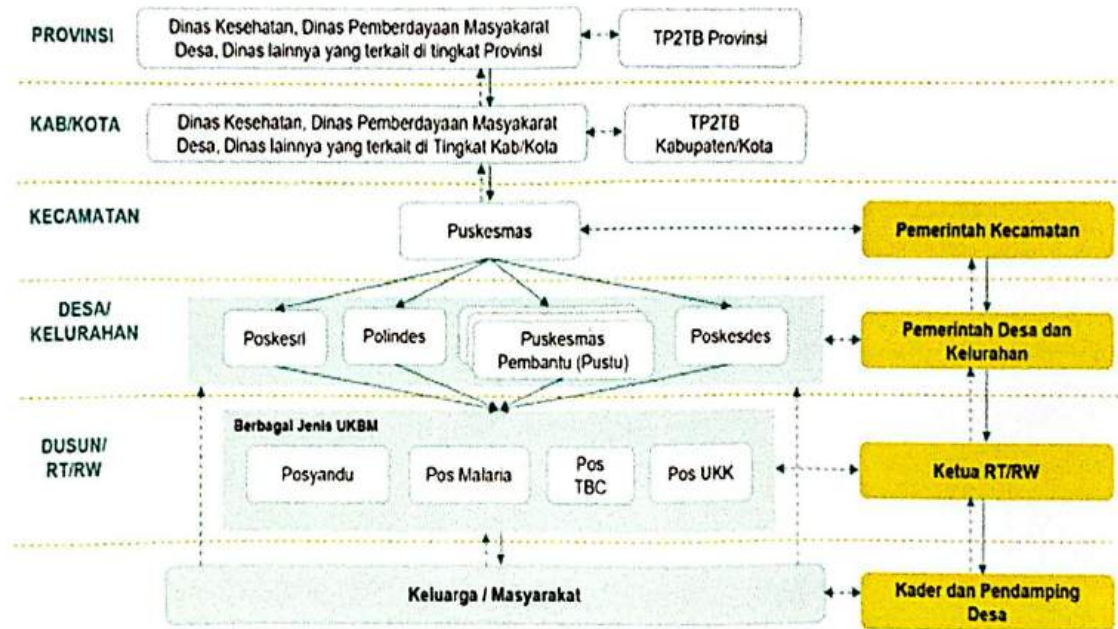 PROVINSI
Dinas Kesehatan, Dinas Pemberdayaan Masyakarat
Desa, Dinas lainnya yang terkait di tingkat Provinsi
TP2TB Provinsi
KAB/KOTA
Dinas Kesehatan, Dinas Pemberdayaan Masyakarat
Desa, Dinas lainnya yang terkait di Tingkat Kab/Kota
TP2TB
Kabupaten/Kota
KECAMATAN
Puskesmas
Pemerintah Kecamatan
DESA/
KELURAHAN
Poskesri
Polindes
Puskesmas
Pembantu (Pustu)
Poskesdes
Pemerintah Desa dan
Kelurahan
DUSUN/
RT/RW
Berbagai Jenis UKBM
Posyandu
Pos Malaria
Pos
TBC
Pos UKK
Ketua RT/RW
Keluarga / Masyarakat
Kader dan Pendamping
Desa